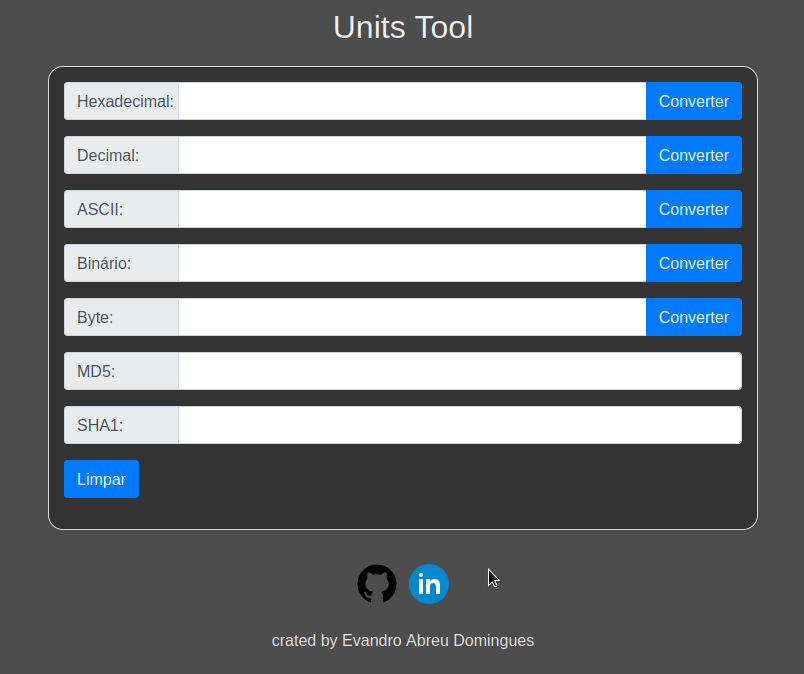 Units Tool
Hexadecimal: Converter
Decimal: Converter
ASCII: Converter
Binário: Converter
Byte: Converter
MD5:
SHA1:
Limpar
in
crated by Evandro Abreu Domingues